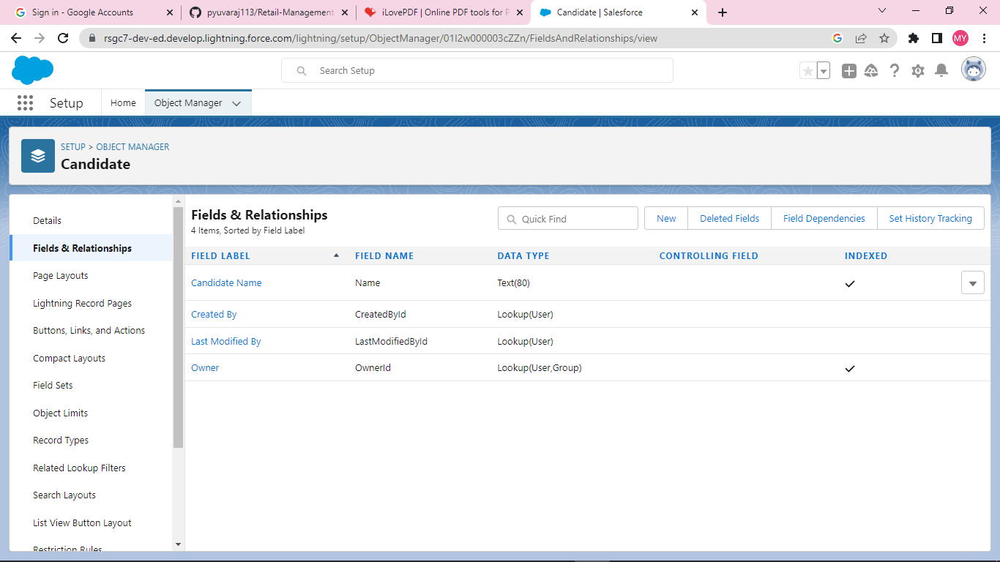 Sign in - Google Accounts
pyuvaraj113/Retail-Management
iLovePDF | Online PDF tools for P
Candidate | Salesforce
rsgc7-dev-ed.develop.lightning.force.com/lightning/setup/ObjectManager/01I2w000003cZZn/FieldsAndRelationships/view
MY
Search Setup
Setup
Home
Object Manager
SETUP > OBJECT MANAGER
Candidate
Details
Fields & Relationships
Page Layouts
Lightning Record Pages
Buttons, Links, and Actions
Compact Layouts
Field Sets
Object Limits
Record Types
Related Lookup Filters
Search Layouts
List View Button Layout
Restriction Rules
Fields & Relationships
4 Items, Sorted by Field Label
Quick Find
New
Deleted Fields
Field Dependencies
Set History Tracking
FIELD LABEL FIELD NAME DATA TYPE CONTROLLING FIELD INDEXED
Candidate Name Name Text(80)
Created By CreatedById Lookup(User)
Last Modified By LastModifiedById Lookup(User)
Owner OwnerId Lookup(User,Group)